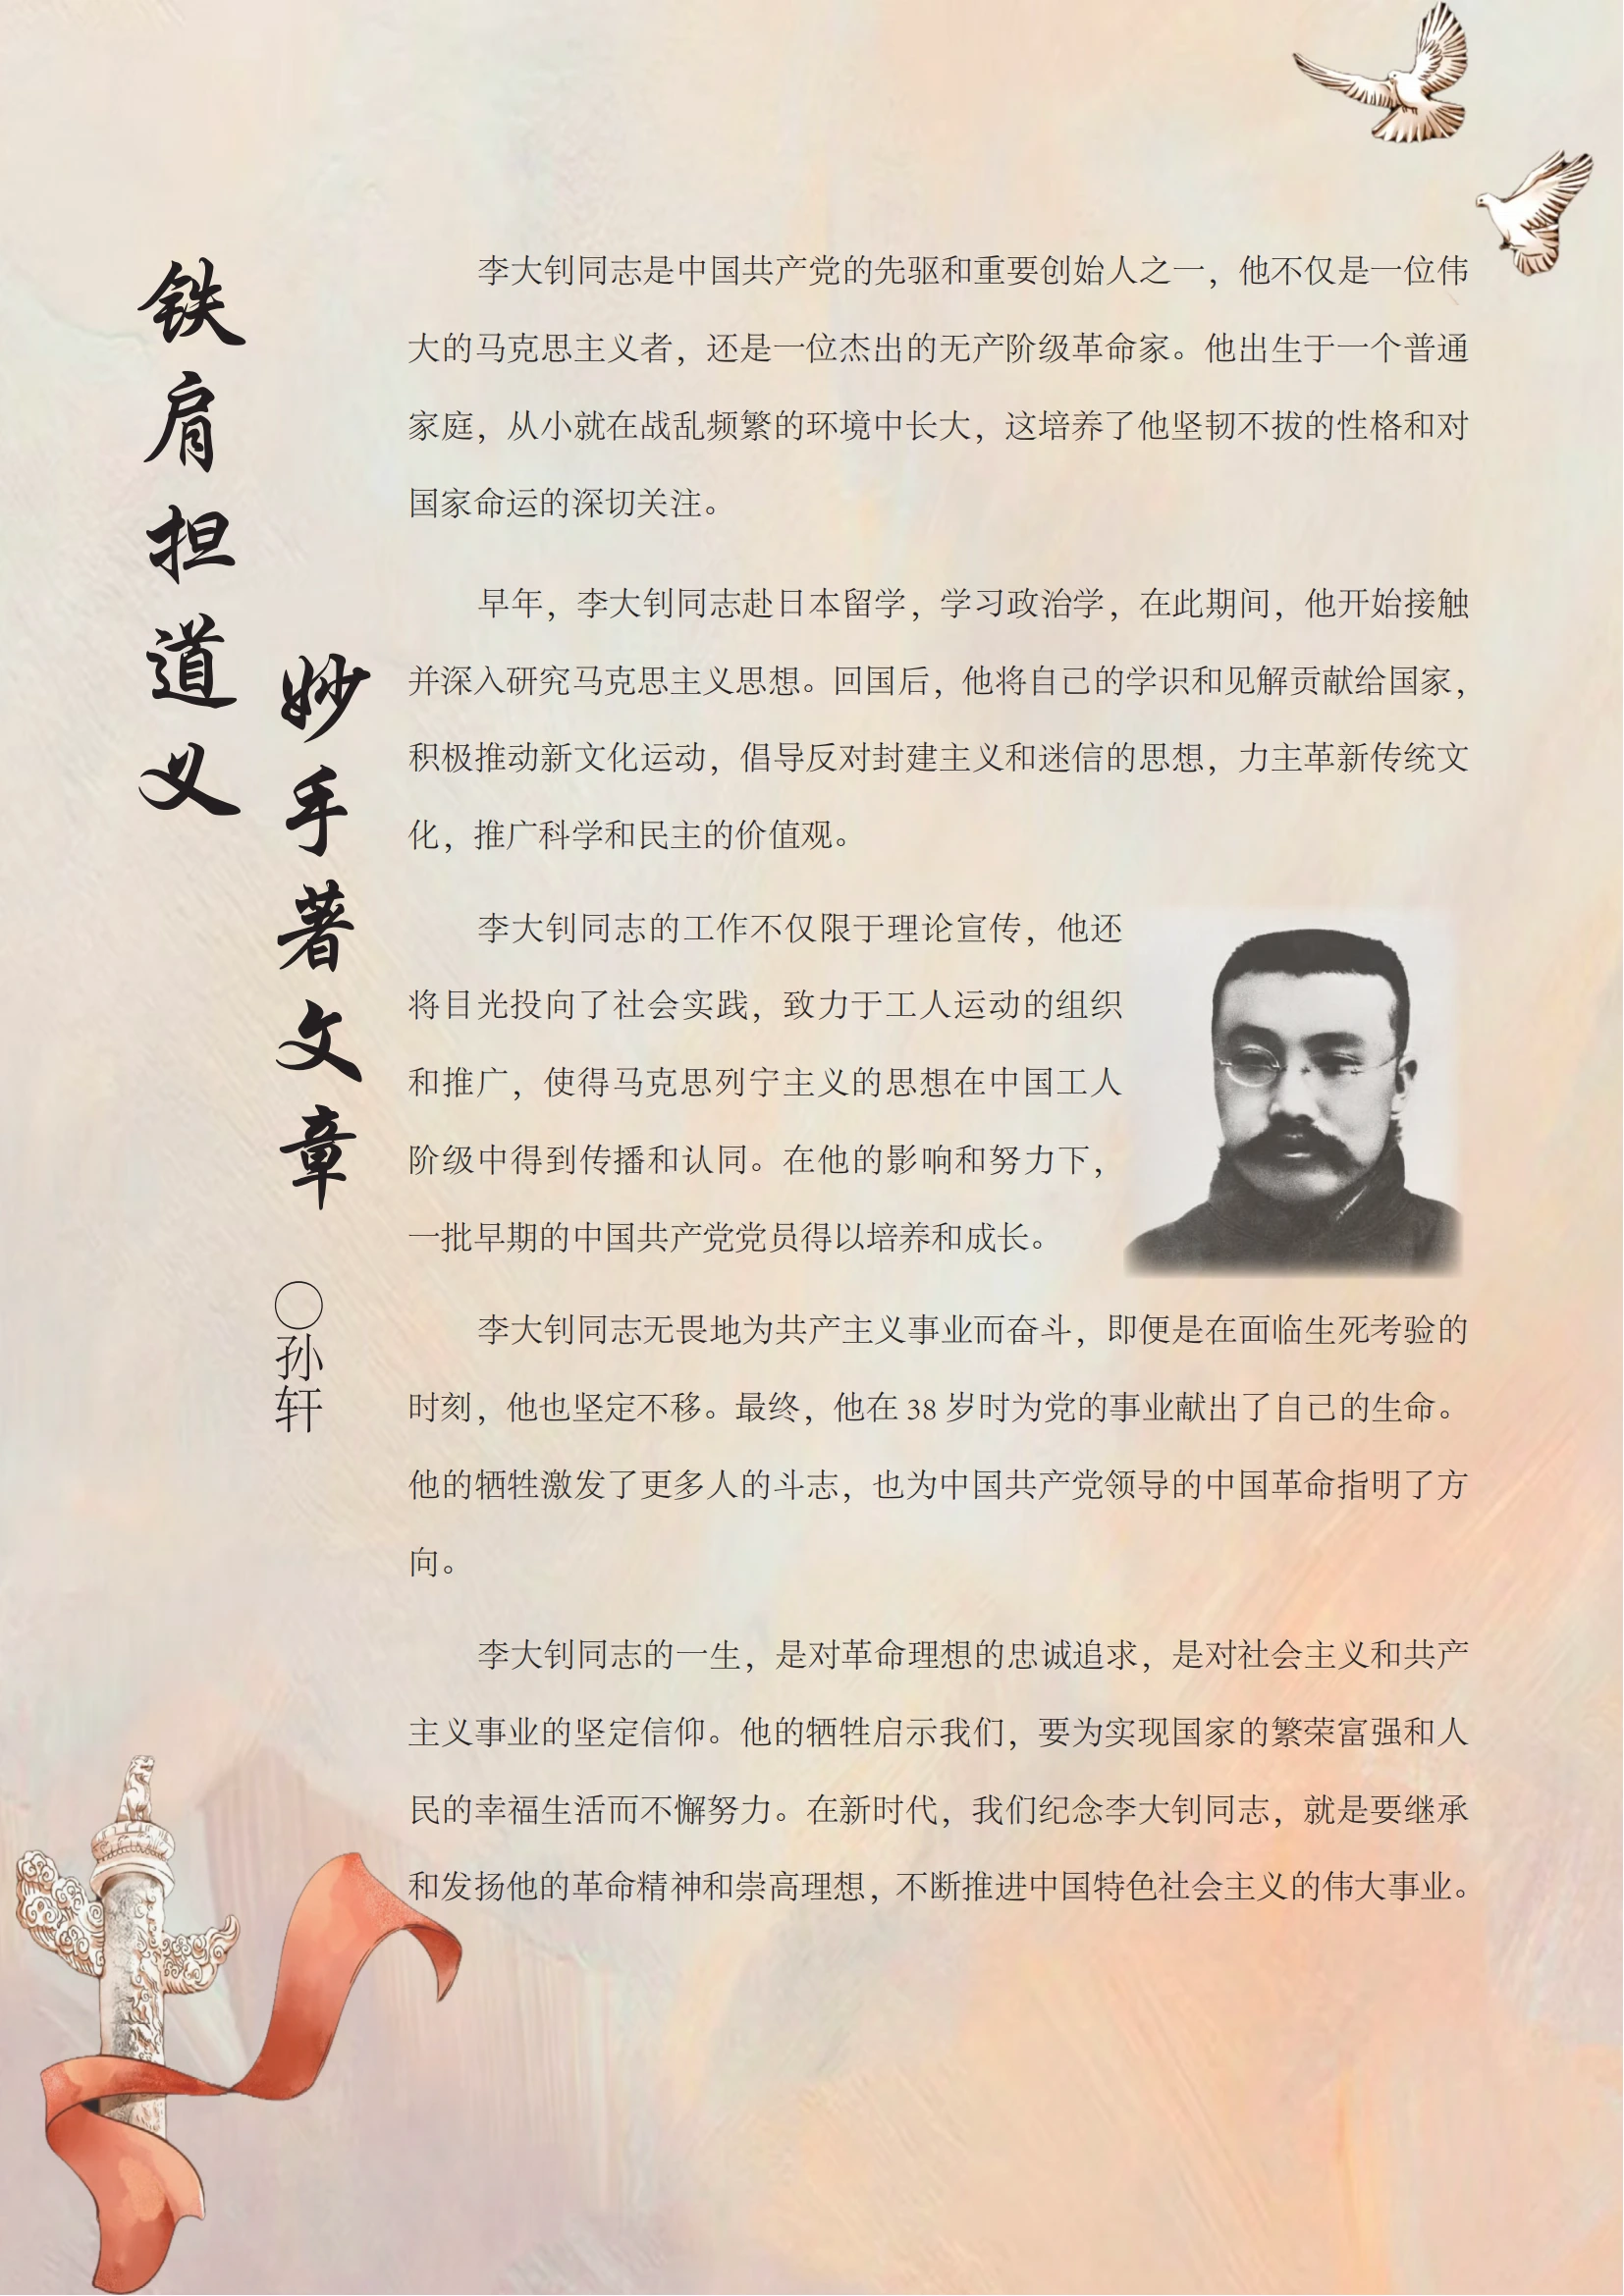 铁肩担道义
妙手著文章
○孙轩
李大钊同志是中国共产党的先驱和重要创始人之一，他不仅是一位伟
大的马克思主义者，还是一位杰出的无产阶级革命家。他出生于一个普通
家庭，从小就在战乱频繁的环境中长大，这培养了他坚韧不拔的性格和对
国家命运的深切关注。
早年，李大钊同志赴日本留学，学习政治学，在此期间，他开始接触
并深入研究马克思主义思想。回国后，他将自己的学识和见解贡献给国家，
积极推动新文化运动，倡导反对封建主义和迷信的思想，力主革新传统文
化，推广科学和民主的价值观。
李大钊同志的工作不仅限于理论宣传，他还
将目光投向了社会实践，致力于工人运动的组织
和推广，使得马克思列宁主义的思想在中国工人
阶级中得到传播和认同。在他的影响和努力下，
一批早期的中国共产党党员得以培养和成长。
李大钊同志无畏地为共产主义事业而奋斗，即便是在面临生死考验的
时刻，他也坚定不移。最终，他在 38 岁时为党的事业献出了自己的生命。
他的牺牲激发了更多人的斗志，也为中国共产党领导的中国革命指明了方
向。
李大钊同志的一生，是对革命理想的忠诚追求，是对社会主义和共产
主义事业的坚定信仰。他的牺牲启示我们，要为实现国家的繁荣富强和人
民的幸福生活而不懈努力。在新时代，我们纪念李大钊同志，就是要继承
和发扬他的革命精神和崇高理想，不断推进中国特色社会主义的伟大事业。